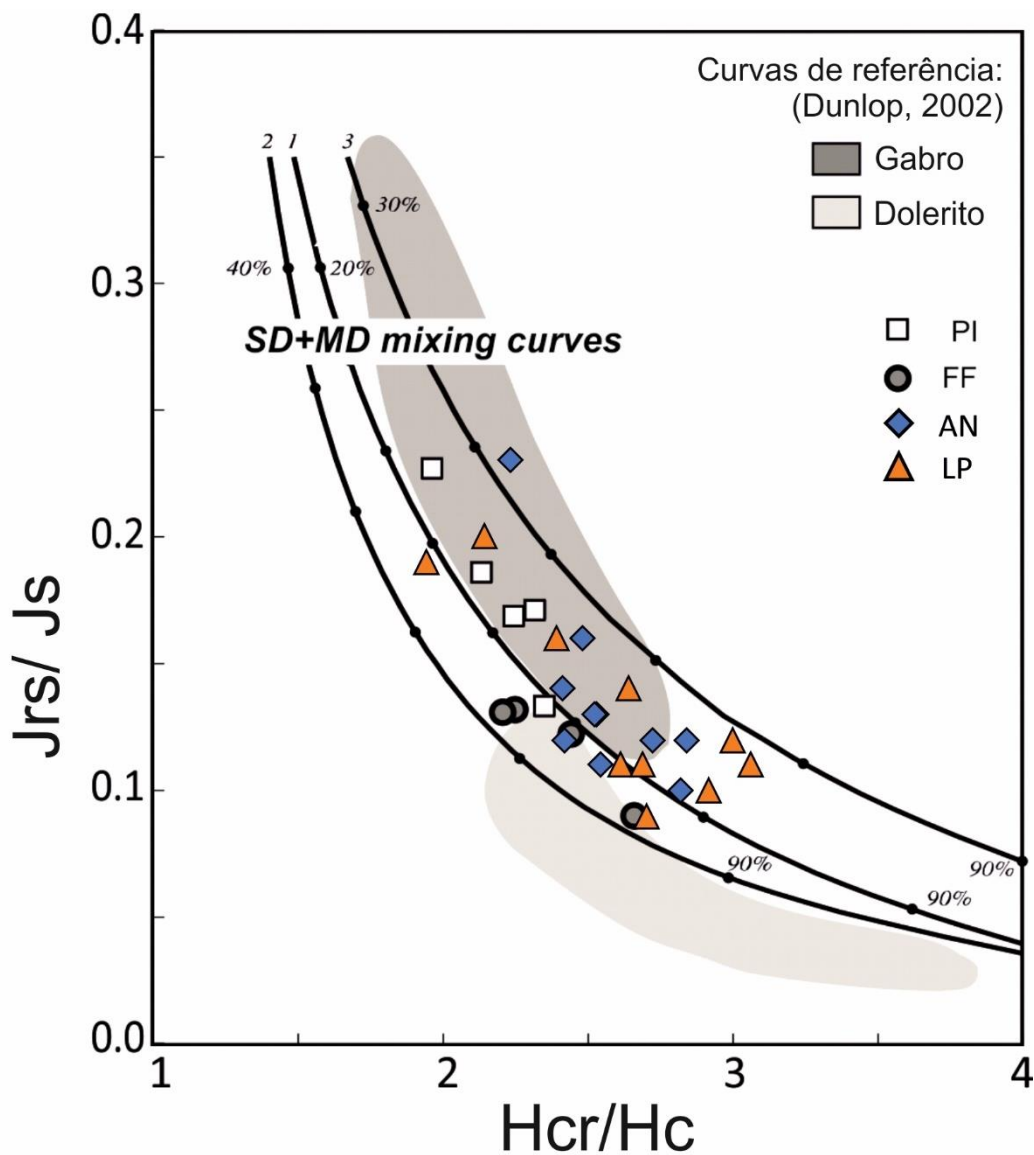 0.4
Curvas de referência:
(Dunlop, 2002)
Gabro
Dolerito
2 1 3
30%
40% 20%
0.3
SD+MD mixing curves
PI
FF
AN
LP
0.2
Jrs/ Js
0.1
90% 90%
90%
0.0
1 2 3 4
Hcr/Hc